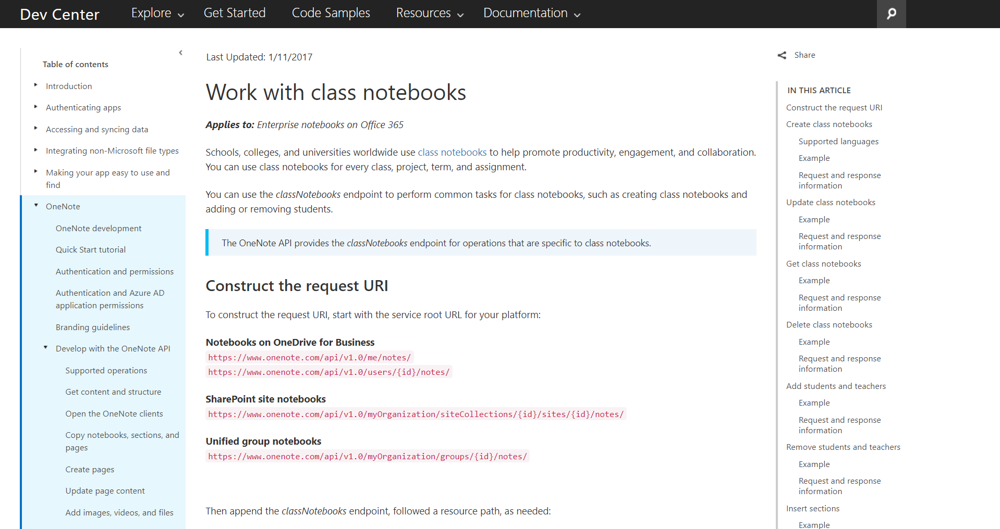 Dev Center
Explore
Get Started
Code Samples
Resources
Documentation
Table of contents
Introduction
Authenticating apps
Accessing and syncing data
Integrating non-Microsoft file types
Making your app easy to use and
find
OneNote
OneNote development
Quick Start tutorial
Authentication and permissions
Authentication and Azure AD
application permissions
Branding guidelines
Develop with the OneNote API
Supported operations
Get content and structure
Open the OneNote clients
Copy notebooks, sections, and
pages
Create pages
Update page content
Add images, videos, and files
Last Updated: 1/11/2017
Work with class notebooks
Applies to: Enterprise notebooks on Office 365
Schools, colleges, and universities worldwide use class notebooks to help promote productivity, engagement, and collaboration.
You can use class notebooks for every class, project, term, and assignment.
You can use the classNotebooks endpoint to perform common tasks for class notebooks, such as creating class notebooks and
adding or removing students.
The OneNote API provides the classNotebooks endpoint for operations that are specific to class notebooks.
Construct the request URI
To construct the request URI, start with the service root URL for your platform:
Notebooks on OneDrive for Business
https://www.onenote.com/api/v1.0/me/notes/
https://www.onenote.com/api/v1.0/users/{id}/notes/
SharePoint site notebooks
https://www.onenote.com/api/v1.0/myOrganization/siteCollections/{id}/sites/{id}/notes/
Unified group notebooks
https://www.onenote.com/api/v1.0/myOrganization/groups/{id}/notes/
Then append the classNotebooks endpoint, followed a resource path, as needed:
Share
IN THIS ARTICLE
Construct the request URI
Create class notebooks
Supported languages
Example
Request and response
information
Update class notebooks
Example
Request and response
information
Get class notebooks
Example
Request and response
information
Delete class notebooks
Example
Request and response
information
Add students and teachers
Example
Request and response
information
Remove students and teachers
Example
Request and response
information
Insert sections
Example